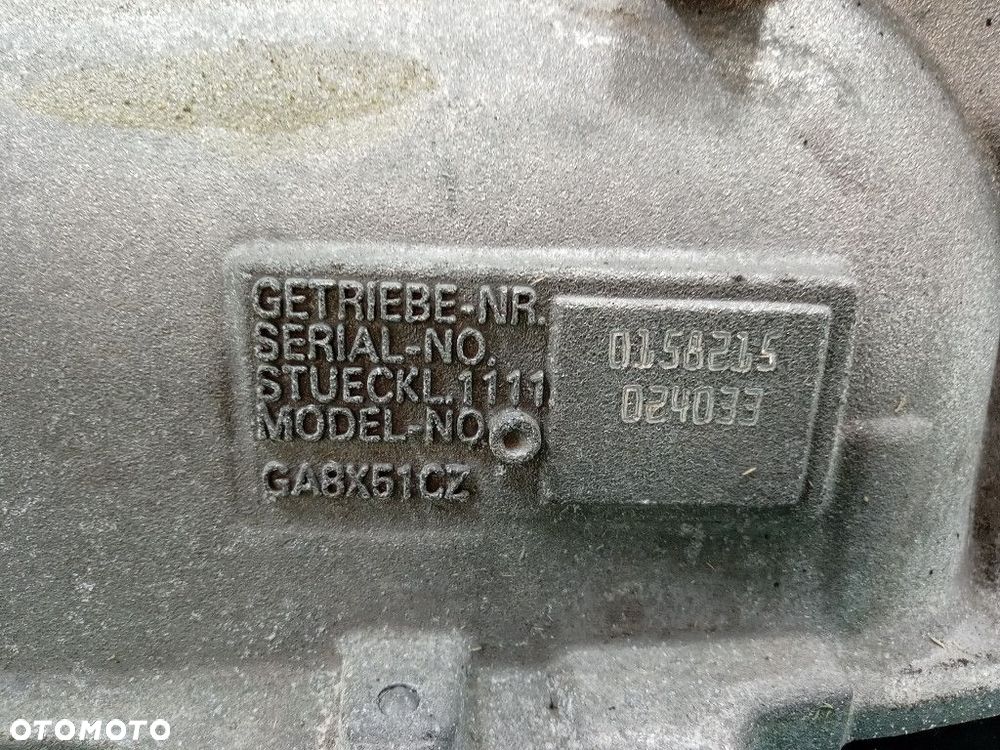 GETRIEBE-NR.
SERIAL-NO.
STUECKL.1111
MODEL-NO.
GA8X51CZ
0158215
024033
OTOMOTO